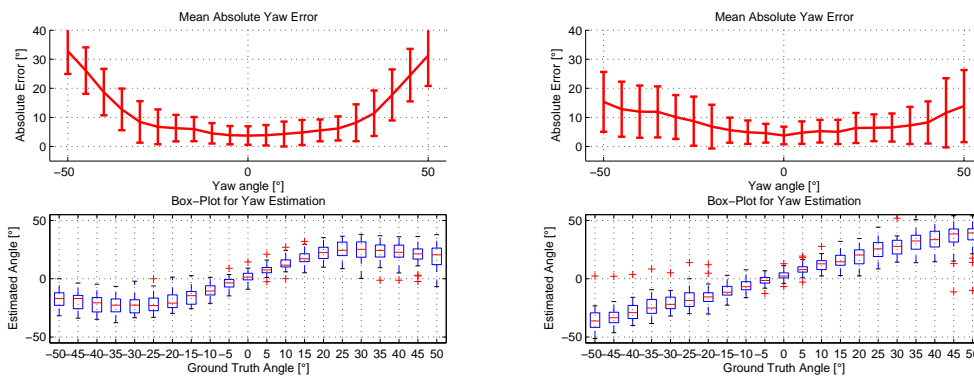 Mean Absolute Yaw Error
Absolute Error [°]
40
30
20
10
0
−50 0 50
Yaw angle [°]
Box−Plot for Yaw Estimation
Estimated Angle [°]
50
0
−50
−50−45−40−35−30−25−20−15−10−5 0 5 10 15 20 25 30 35 40 45 50
Ground Truth Angle [°]
Mean Absolute Yaw Error
Absolute Error [°]
40
30
20
10
0
−50 0 50
Yaw angle [°]
Box−Plot for Yaw Estimation
Estimated Angle [°]
50
0
−50
−50−45−40−35−30−25−20−15−10−5 0 5 10 15 20 25 30 35 40 45 50
Ground Truth Angle [°]